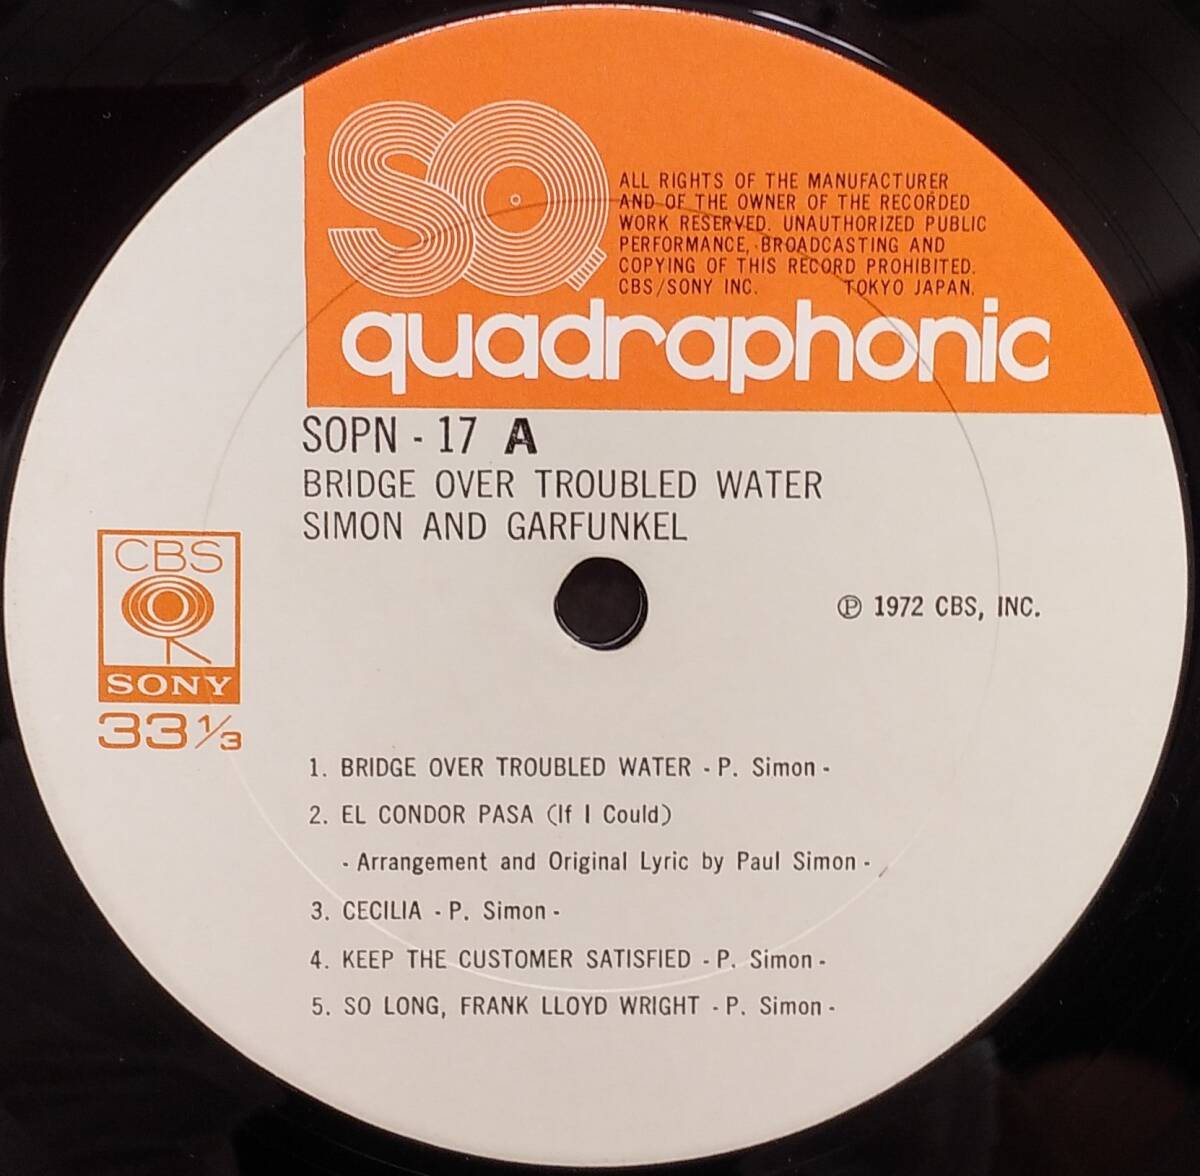 SQ
ALL RIGHTS OF THE MANUFACTURER
AND OF THE OWNER OF THE RECORDED
WORK RESERVED. UNAUTHORIZED PUBLIC
PERFORMANCE, BROADCASTING AND
COPYING OF THIS RECORD PROHIBITED.
CBS/SONY INC. TOKYO JAPAN.
quadraphonic
SOPN - 17 A
BRIDGE OVER TROUBLED WATER
SIMON AND GARFUNKEL
CBS
SONY
33 1/3
℗ 1972 CBS, INC.
1. BRIDGE OVER TROUBLED WATER - P. Simon -
2. EL CONDOR PASA (If I Could)
- Arrangement and Original Lyric by Paul Simon -
3. CECILIA - P. Simon -
4. KEEP THE CUSTOMER SATISFIED - P. Simon -
5. SO LONG, FRANK LLOYD WRIGHT - P. Simon -